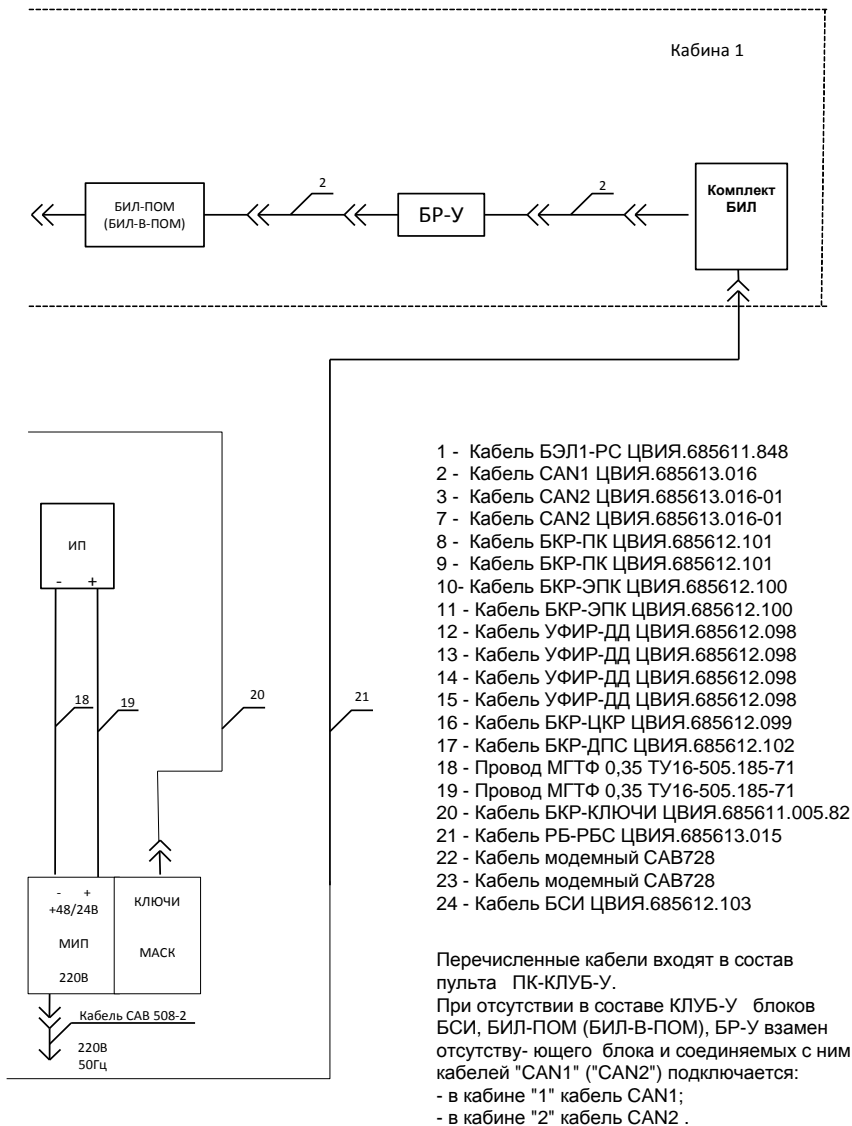 Кабина 1
2
2
БИЛ-ПОМ
(БИЛ-В-ПОМ)
БР-У
Комплект
БИЛ
1 - Кабель БЭЛ1-РС ЦВИЯ.685611.848
2 - Кабель CAN1 ЦВИЯ.685613.016
3 - Кабель CAN2 ЦВИЯ.685613.016-01
7 - Кабель CAN2 ЦВИЯ.685613.016-01
8 - Кабель БКР-ПК ЦВИЯ.685612.101
9 - Кабель БКР-ПК ЦВИЯ.685612.101
10- Кабель БКР-ЭПК ЦВИЯ.685612.100
11 - Кабель БКР-ЭПК ЦВИЯ.685612.100
12 - Кабель УФИР-ДД ЦВИЯ.685612.098
13 - Кабель УФИР-ДД ЦВИЯ.685612.098
14 - Кабель УФИР-ДД ЦВИЯ.685612.098
15 - Кабель УФИР-ДД ЦВИЯ.685612.098
16 - Кабель БКР-ЦКР ЦВИЯ.685612.099
17 - Кабель БКР-ДПС ЦВИЯ.685612.102
18 - Провод МГТФ 0,35 ТУ16-505.185-71
19 - Провод МГТФ 0,35 ТУ16-505.185-71
20 - Кабель БКР-КЛЮЧИ ЦВИЯ.685611.005.82
21 - Кабель РБ-РБС ЦВИЯ.685613.015
22 - Кабель модемный САВ728
23 - Кабель модемный САВ728
24 - Кабель БСИ ЦВИЯ.685612.103
ИП
- +
18
19
20
21
- +
+48/24В
МИП
220В
КЛЮЧИ
МАСК
Кабель САВ 508-2
220В
50Гц
Перечисленные кабели входят в состав
пульта ПК-КЛУБ-У.
При отсутствии в составе КЛУБ-У блоков
БСИ, БИЛ-ПОМ (БИЛ-В-ПОМ), БР-У взамен
отсутству- ющего блока и соединяемых с ним
кабелей "CAN1" ("CAN2") подключается:
- в кабине "1" кабель CAN1;
- в кабине "2" кабель CAN2 .